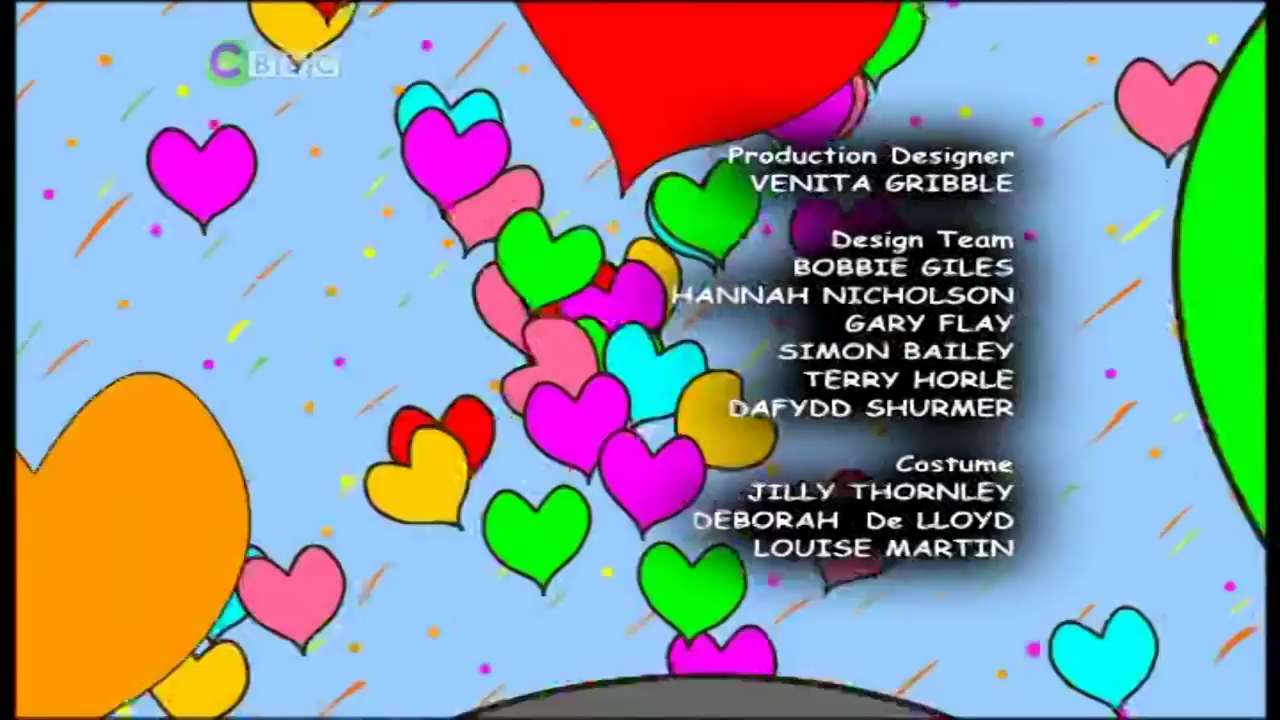 CBBC
Production Designer
VENITA GRIBBLE
Design Team
BOBBIE GILES
HANNAH NICHOLSON
GARY FLAY
SIMON BAILEY
TERRY HORLE
DAFYDD SHURMER
Costume
JILLY THORNLEY
DEBORAH De LLOYD
LOUISE MARTIN